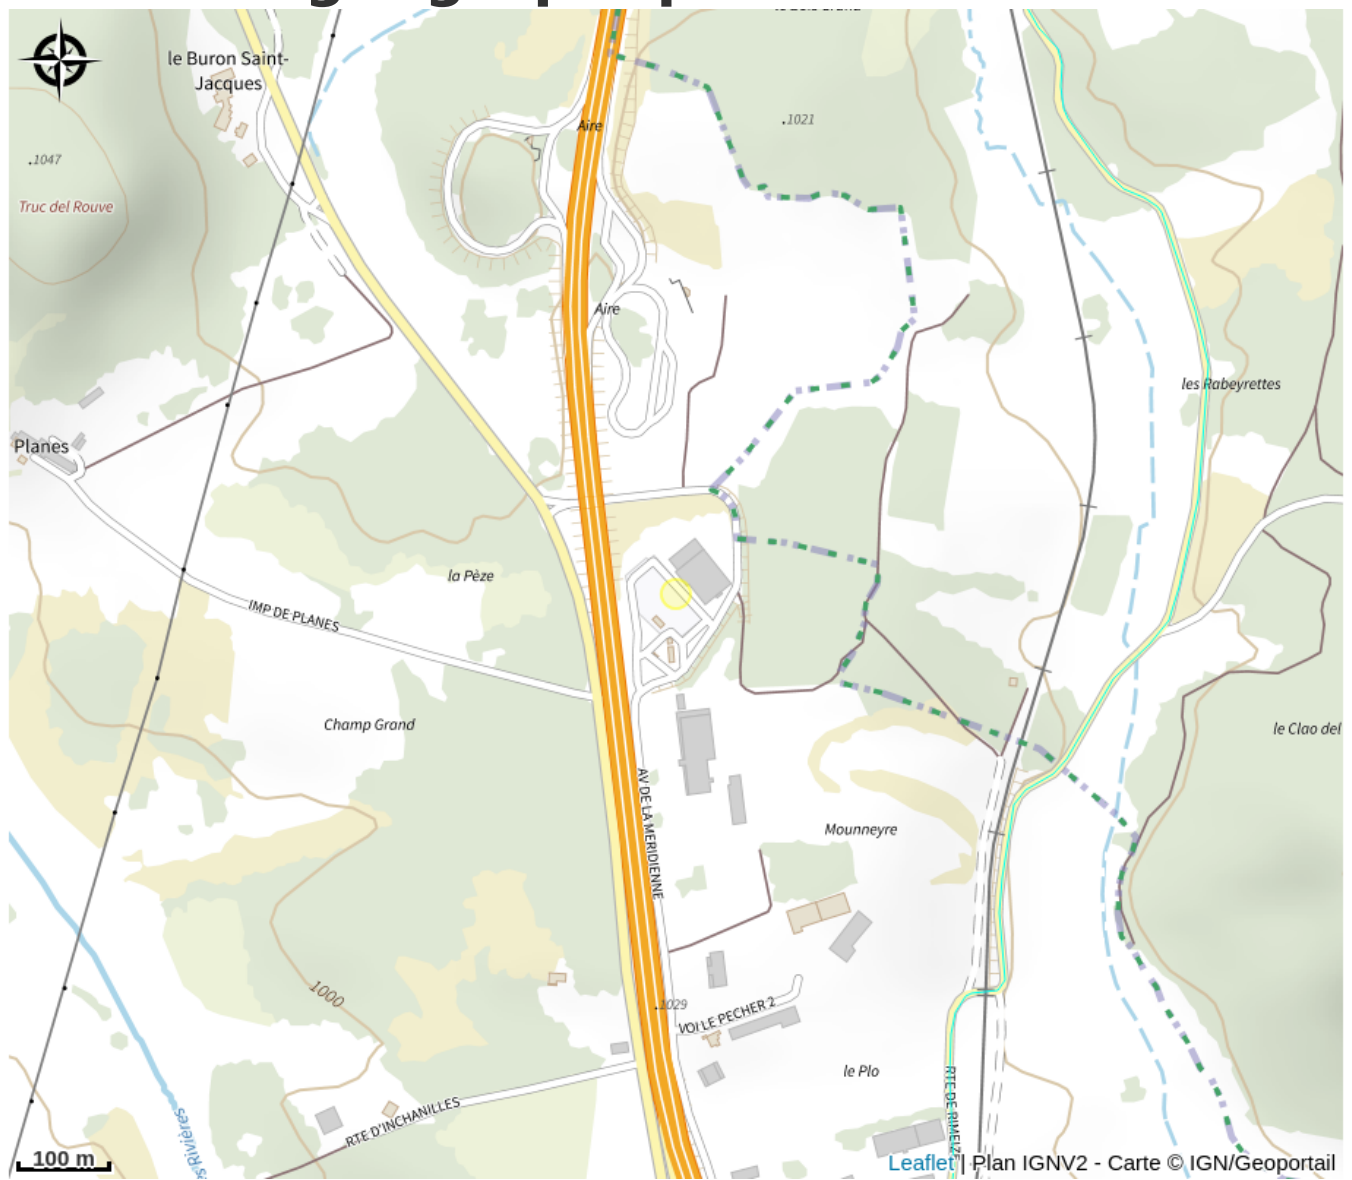 le Buron Saint-
Jacques
Aire
.1021
.1047
Truc del Rouve
Aire
les Rabeyrettes
Planes
la Pèze
IMP DE PLANES
Champ Grand
le Clao del
AV DE LA MERIDIENNE
Mounneyre
1000
.1029
VOI LE PECHER 2
le Plo
RTE D'INCHANILLES
RTE DE RIMEIZE
es Rivières
100 m
Leaflet | Plan IGNV2 - Carte © IGN/Geoportail